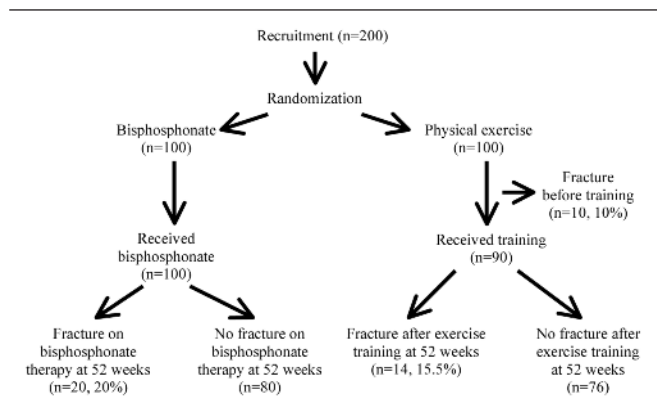 Recruitment (n=200)
Randomization
Bisphosphonate
(n=100)
Physical exercise
(n=100)
Fracture
before training
(n=10, 10%)
Received
bisphosphonate
(n=100)
Received training
(n=90)
Fracture on
bisphosphonate
therapy at 52 weeks
(n=20, 20%)
No fracture on
bisphosphonate
therapy at 52 weeks
(n=80)
Fracture after exercise
training at 52 weeks
(n=14, 15.5%)
No fracture after
exercise training
at 52 weeks
(n=76)